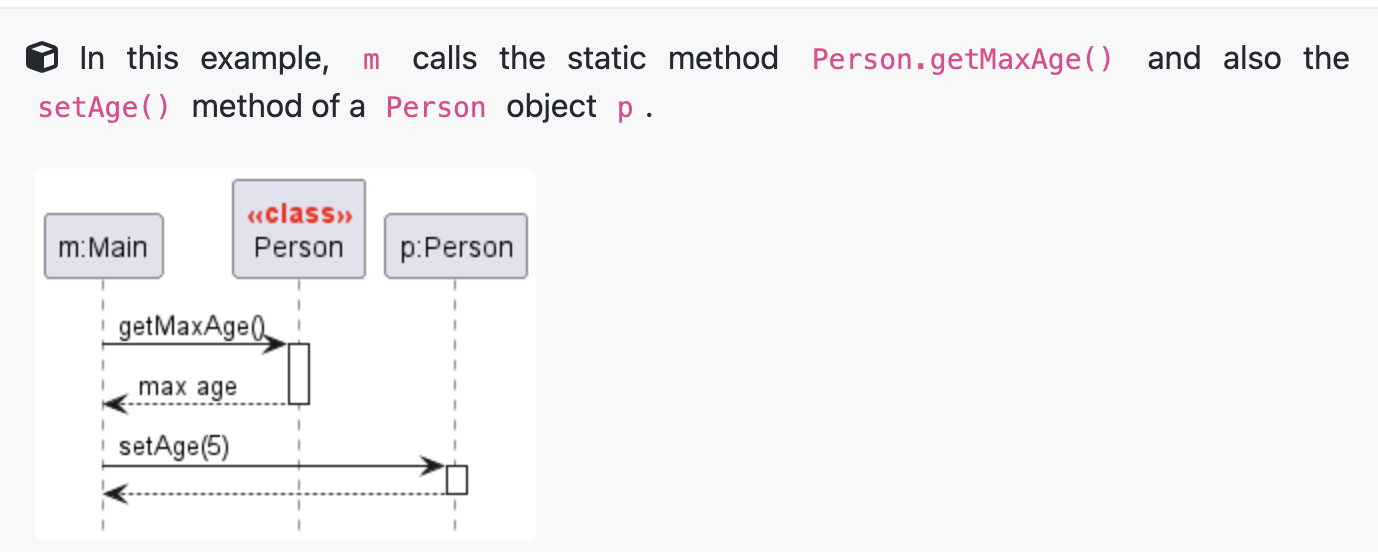 In this example, m calls the static method Person.getMaxAge() and also the
setAge() method of a Person object p .
«class»
m:Main
Person
p:Person
getMaxAge()
max age
setAge(5)